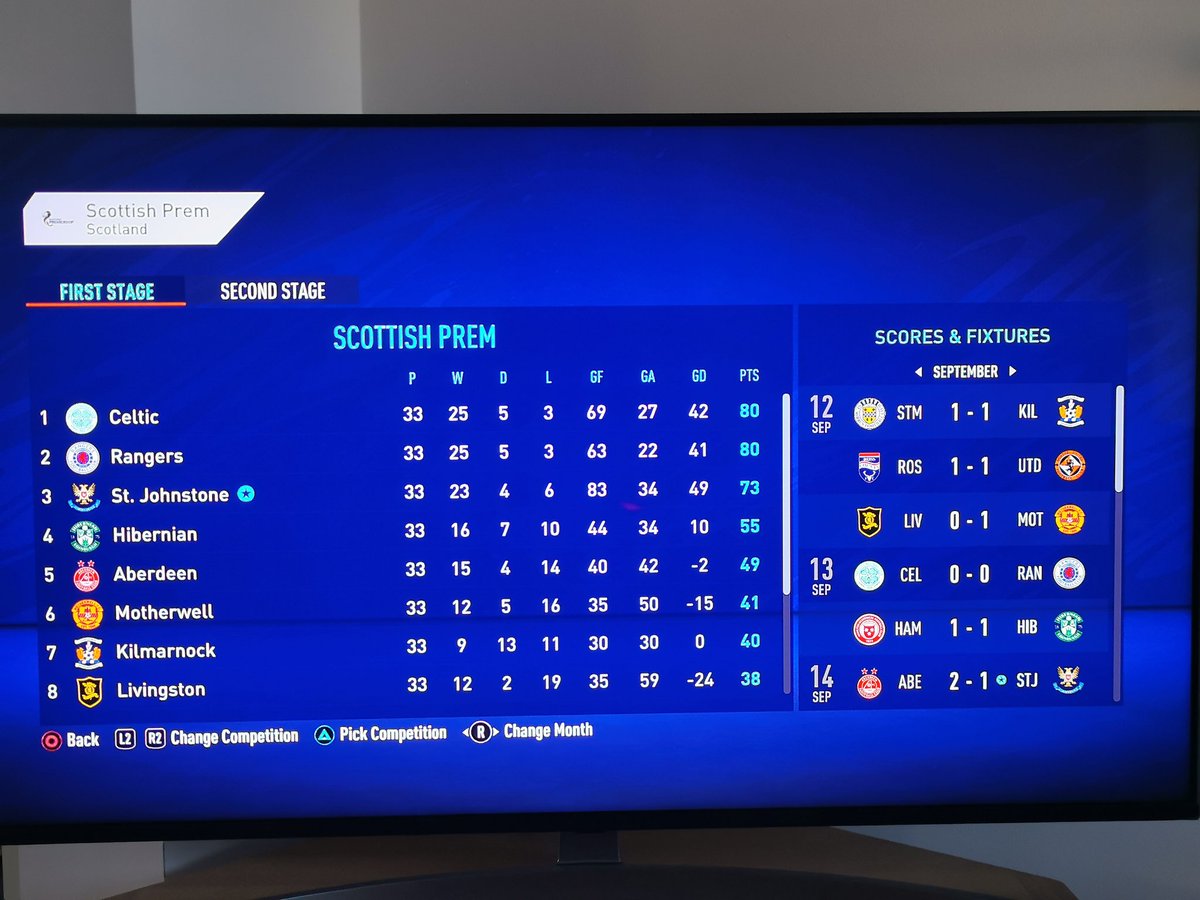 Scottish Prem
Scotland
FIRST STAGE SECOND STAGE
SCOTTISH PREM
P W D L GF GA GD PTS
1 Celtic 33 25 5 3 69 27 42 80
2 Rangers 33 25 5 3 63 22 41 80
3 St. Johnstone 33 23 4 6 83 34 49 73
4 Hibernian 33 16 7 10 44 34 10 55
5 Aberdeen 33 15 4 14 40 42 -2 49
6 Motherwell 33 12 5 16 35 50 -15 41
7 Kilmarnock 33 9 13 11 30 30 0 40
8 Livingston 33 12 2 19 35 59 -24 38
SCORES & FIXTURES
SEPTEMBER
12 SEP STM 1 - 1 KIL
ROS 1 - 1 UTD
LIV 0 - 1 MOT
13 SEP CEL 0 - 0 RAN
HAM 1 - 1 HIB
14 SEP ABE 2 - 1 STJ
Back L2 R2 Change Competition Pick Competition R Change Month